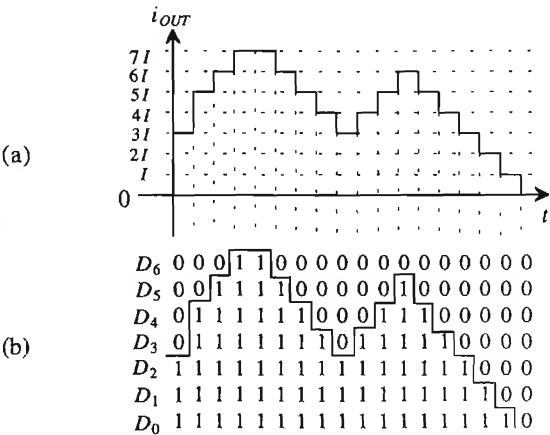 i_OUT
7I
6I
5I
4I
3I
2I
I
(a)
0
t
D₆ 0 0 0 1 1 0 0 0 0 0 0 0 0 0 0 0 0 0
D₅ 0 0 1 1 1 1 0 0 0 0 0 1 0 0 0 0 0 0
D₄ 0 1 1 1 1 1 1 0 0 0 1 1 1 0 0 0 0 0
(b)
D₃ 0 1 1 1 1 1 1 1 0 1 1 1 1 1 0 0 0 0
D₂ 1 1 1 1 1 1 1 1 1 1 1 1 1 1 1 0 0 0
D₁ 1 1 1 1 1 1 1 1 1 1 1 1 1 1 1 1 0 0
D₀ 1 1 1 1 1 1 1 1 1 1 1 1 1 1 1 1 1 0